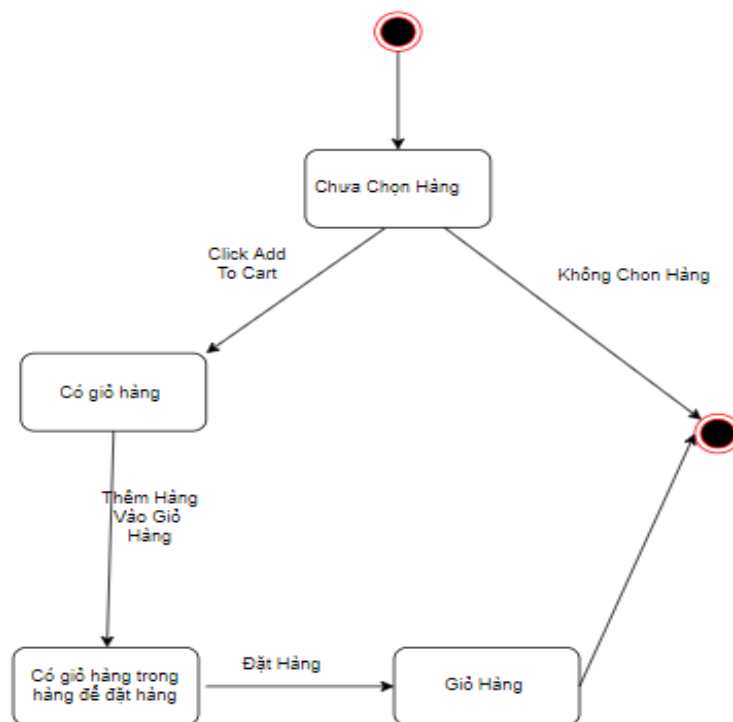 Chưa Chọn Hàng
Click Add
To Cart
Không Chon Hàng
Có giỏ hàng
Thêm Hàng
Vào Giỏ
Hàng
Có giỏ hàng trong
hàng để đặt hàng
Đặt Hàng
Giỏ Hàng